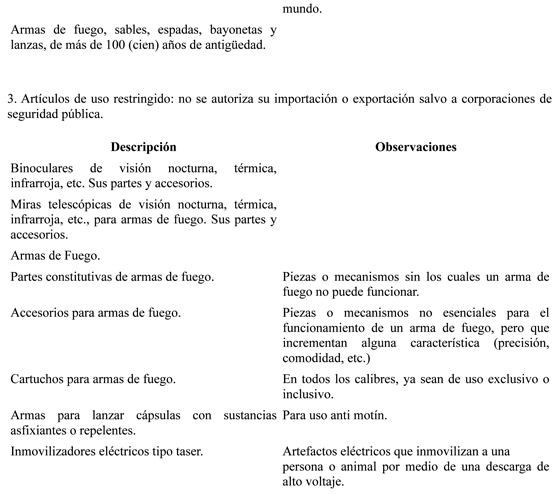 mundo.
Armas de fuego, sables, espadas, bayonetas y
lanzas, de más de 100 (cien) años de antigüedad.
3. Artículos de uso restringido: no se autoriza su importación o exportación salvo a corporaciones de
seguridad pública.
Descripción
Observaciones
Binoculares de visión nocturna, térmica,
infrarroja, etc. Sus partes y accesorios.
Miras telescópicas de visión nocturna, térmica,
infrarroja, etc., para armas de fuego. Sus partes y
accesorios.
Armas de Fuego.
Partes constitutivas de armas de fuego.
Piezas o mecanismos sin los cuales un arma de
fuego no puede funcionar.
Accesorios para armas de fuego.
Piezas o mecanismos no esenciales para el
funcionamiento de un arma de fuego, pero que
incrementan alguna característica (precisión,
comodidad, etc.)
Cartuchos para armas de fuego.
En todos los calibres, ya sean de uso exclusivo o
inclusivo.
Armas para lanzar cápsulas con sustancias
asfixiantes o repelentes.
Para uso anti motín.
Inmovilizadores eléctricos tipo taser.
Artefactos eléctricos que inmovilizan a una
persona o animal por medio de una descarga de
alto voltaje.